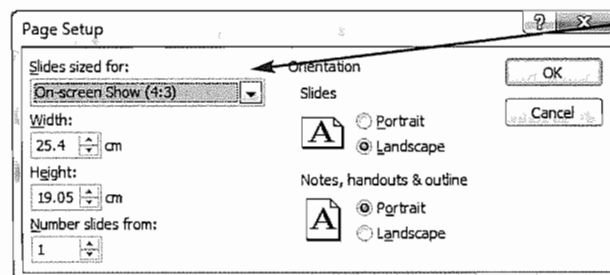 Page Setup
Slides sized for:
On-screen Show (4:3)
Width:
25.4 cm
Height:
19.05 cm
Number slides from:
1
Orientation
Slides
A
Portrait
Landscape
Notes, handouts & outline
A
Portrait
Landscape
OK
Cancel